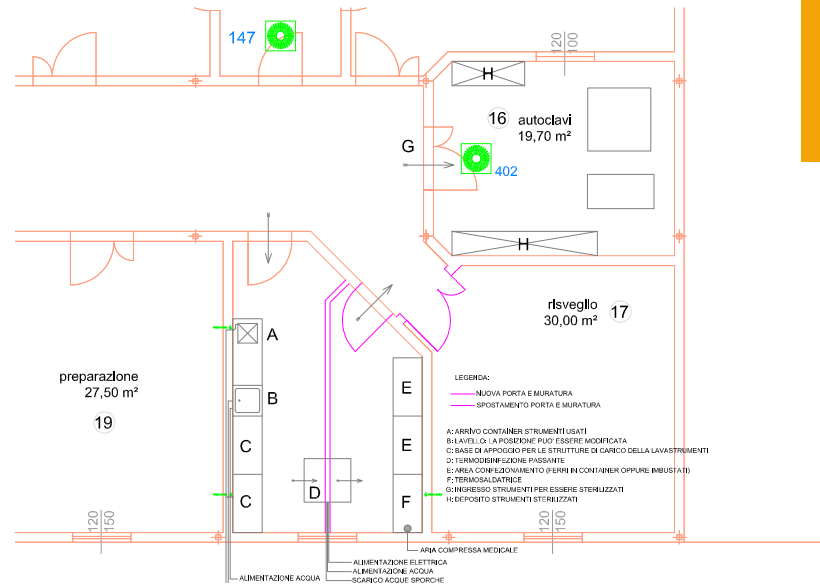 147
120
100
H
16
autoclavi
19,70 m²
G
402
H
risveglio
30,00 m²
17
A
preparazione
27,50 m²
19
B
E
C
E
D
C
F
LEGENDA:
NUOVA PORTA E MURATURA
SPOSTAMENTO PORTA E MURATURA
A: ARRIVO CONTAINER STRUMENTI USATI
B: LAVELLO: LA POSIZIONE PUO' ESSERE MODIFICATA
C: BASE DI APPOGGIO PER LE STRUTTURE DI CARICO DELLA LAVASTRUMENTI
D: TERMODISINFEZIONE PASSANTE
E: AREA CONFEZIONAMENTO (FERRI IN CONTAINER OPPURE IMBUSTATI)
F: TERMOSALDATRICE
G: INGRESSO STRUMENTI PER ESSERE STERILIZZATI
H: DEPOSITO STRUMENTI STERILIZZATI
120
150
120
150
ARIA COMPRESSA MEDICALE
ALIMENTAZIONE ELETTRICA
ALIMENTAZIONE ACQUA
ALIMENTAZIONE ACQUA
SCARICO ACQUE SPORCHE